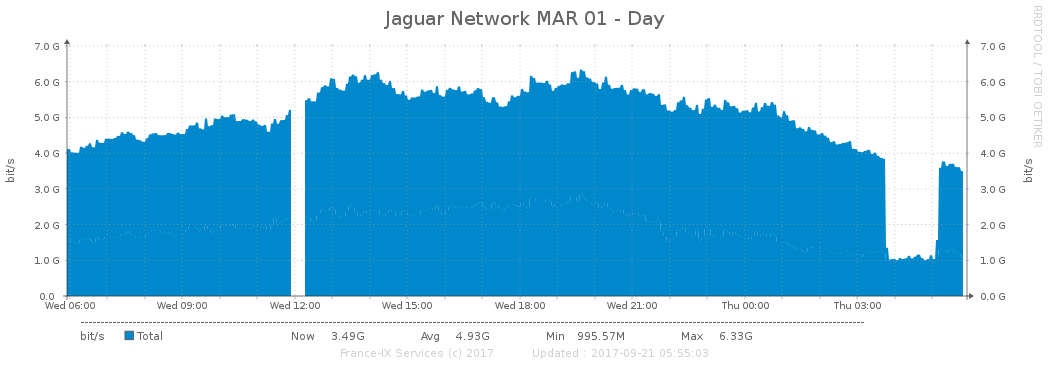 Jaguar Network MAR 01 - Day
RRDTOOL / TOBI OETIKER
7.0 G 7.0 G
6.0 G 6.0 G
5.0 G 5.0 G
4.0 G 4.0 G
3.0 G 3.0 G
2.0 G 2.0 G
1.0 G 1.0 G
0.0 0.0 G
bit/s bit/s
Wed 06:00 Wed 09:00 Wed 12:00 Wed 15:00 Wed 18:00 Wed 21:00 Thu 00:00 Thu 03:00
bit/s Total Now 3.49G Avg 4.93G Min 995.57M Max 6.33G
France-IX Services (c) 2017 Updated : 2017-09-21 05:55:03